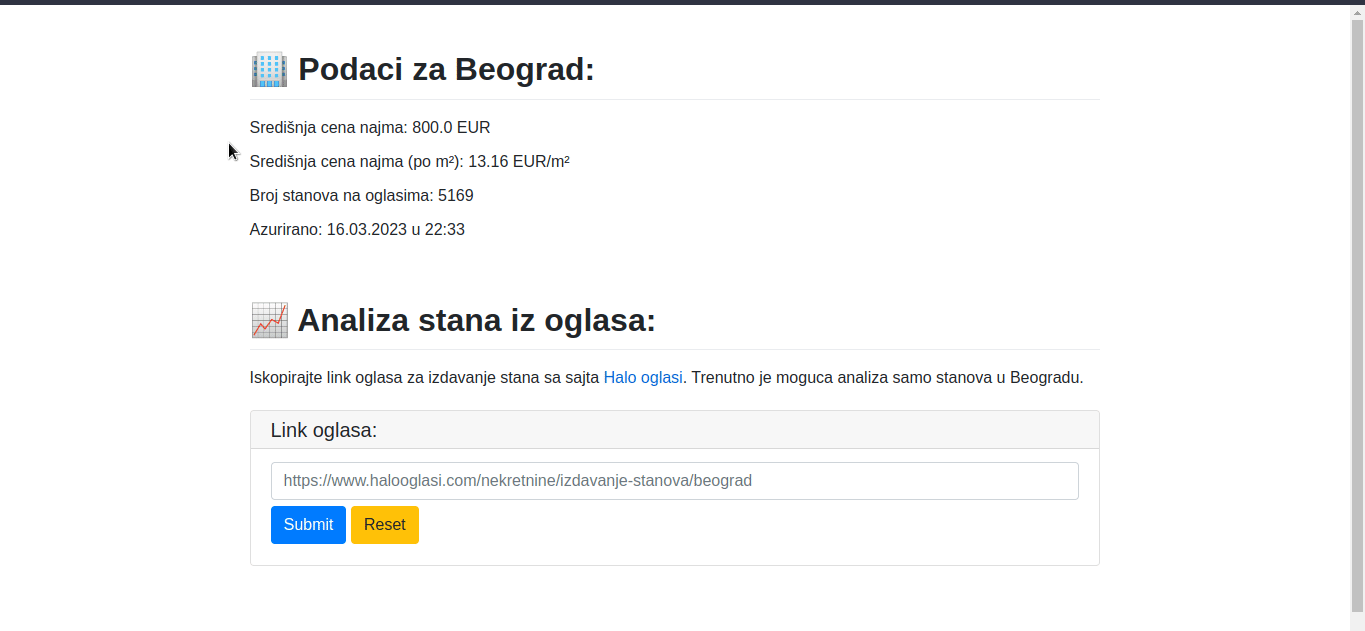 Podaci za Beograd:
Središnja cena najma: 800.0 EUR
Središnja cena najma (po m²): 13.16 EUR/m²
Broj stanova na oglasima: 5169
Azurirano: 16.03.2023 u 22:33
Analiza stana iz oglasa:
Iskopirajte link oglasa za izdavanje stana sa sajta Halo oglasi. Trenutno je moguca analiza samo stanova u Beogradu.
Link oglasa:
https://www.halooglasi.com/nekretnine/izdavanje-stanova/beograd
Submit Reset